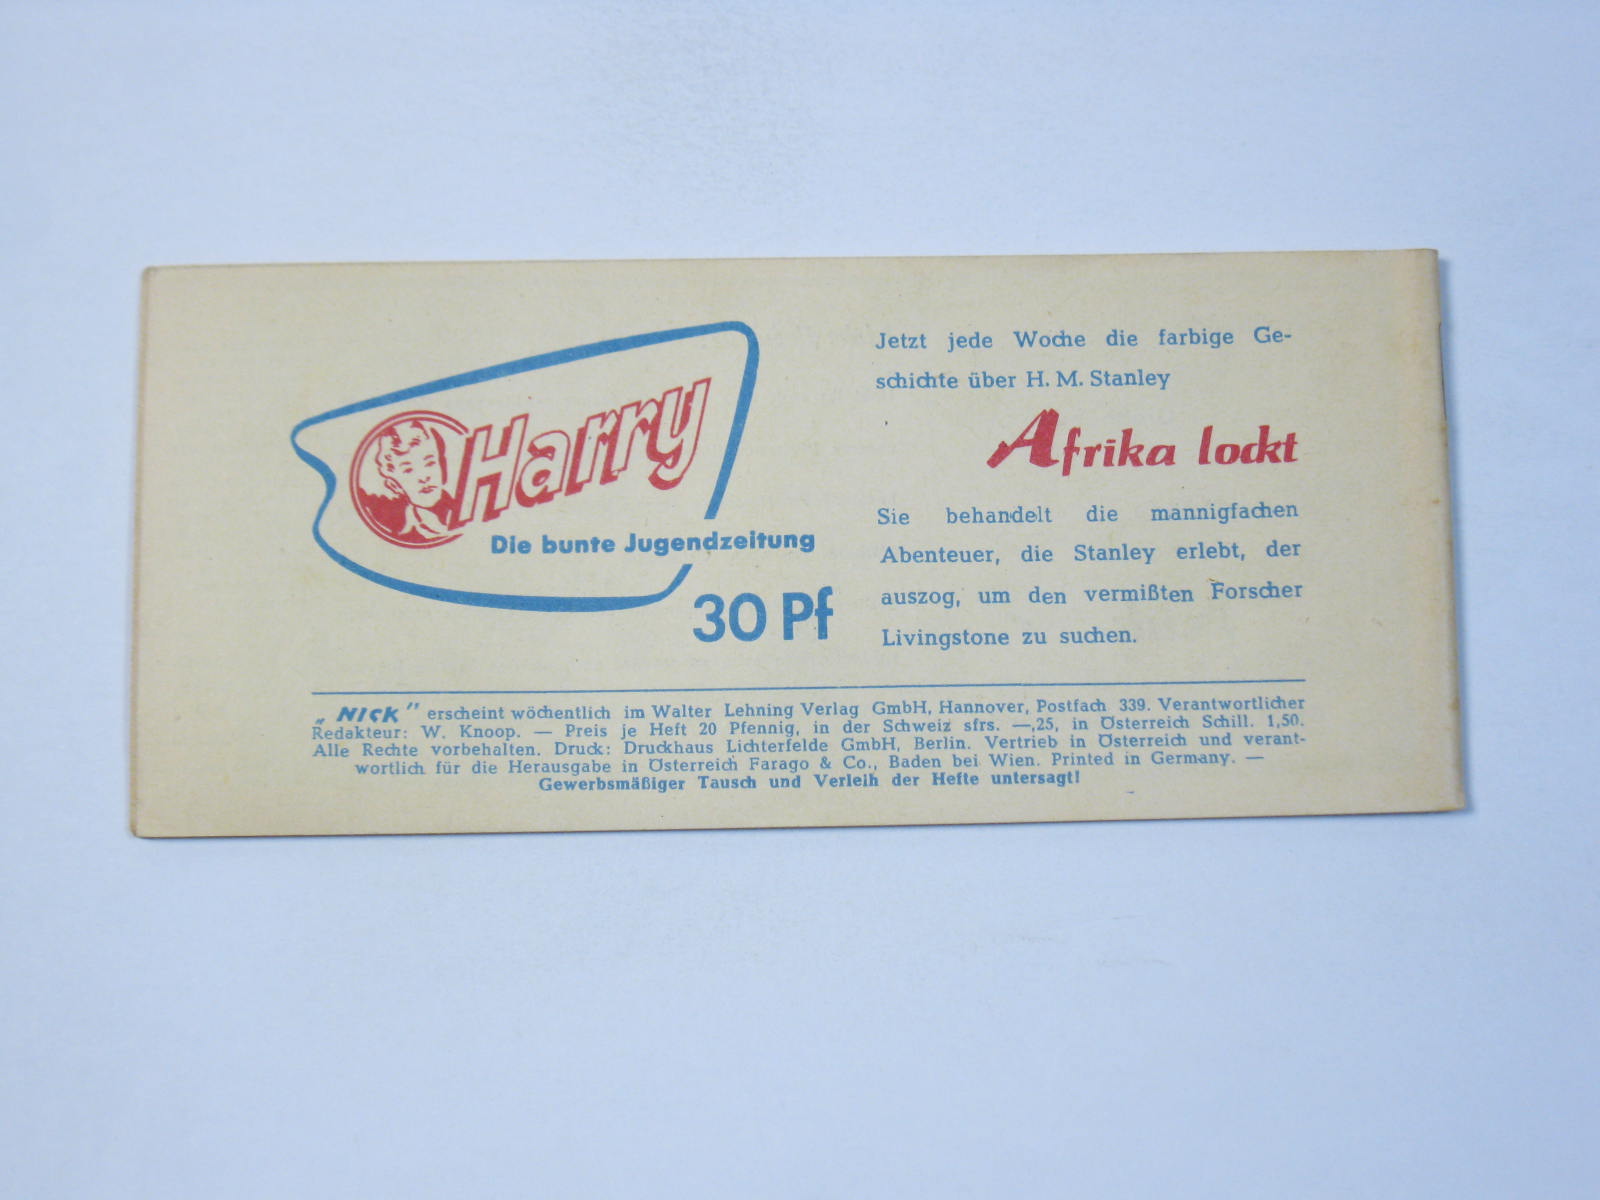 Harry
Die bunte Jugendzeitung
30 Pf
Jetzt jede Woche die farbige Ge-
schichte über H. M. Stanley
Afrika lockt
Sie behandelt die mannigfachen
Abenteuer, die Stanley erlebt, der
auszog, um den vermißten Forscher
Livingstone zu suchen.
„NICK" erscheint wöchentlich im Walter Lehning Verlag GmbH, Hannover, Postfach 339. Verantwortlicher
Redakteur: W. Knoop. — Preis je Heft 20 Pfennig, in der Schweiz sfrs. —,25, in Österreich Schill. 1,50.
Alle Rechte vorbehalten. Druck: Druckhaus Lichterfelde GmbH, Berlin. Vertrieb in Österreich und verant-
wortlich für die Herausgabe in Österreich Farago & Co., Baden bei Wien. Printed in Germany. —
Gewerbsmäßiger Tausch und Verleih der Hefte untersagt!